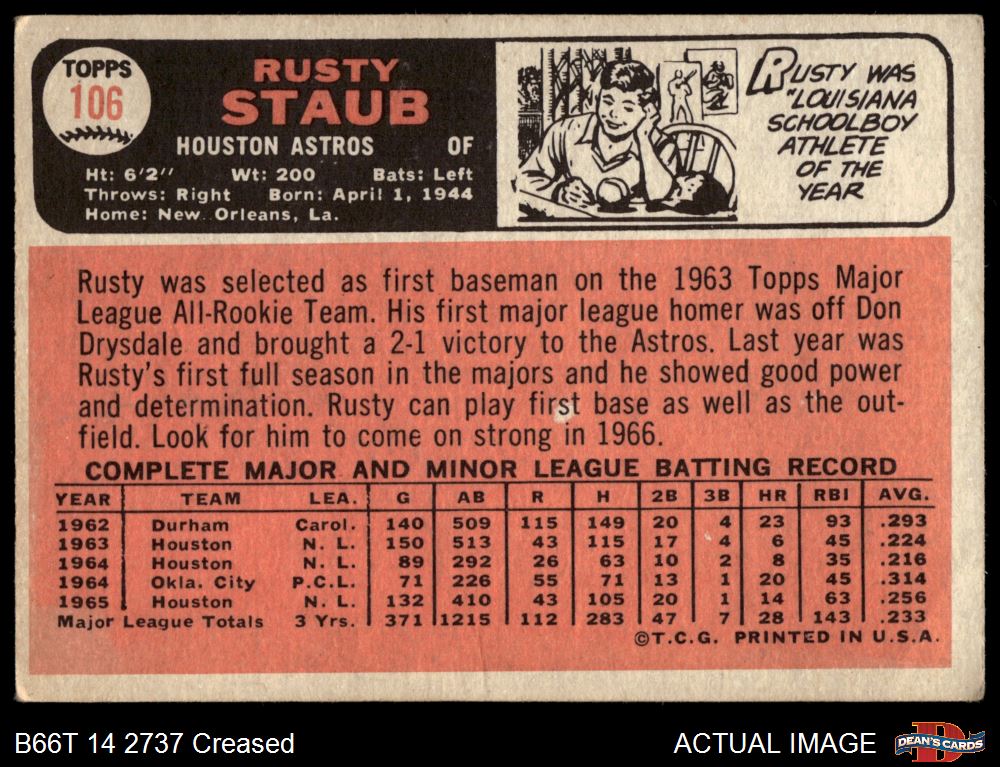 TOPPS
106
RUSTY
STAUB
HOUSTON ASTROS OF
Ht: 6'2" Wt: 200 Bats: Left
Throws: Right Born: April 1, 1944
Home: New Orleans, La.
RUSTY WAS
"LOUISIANA
SCHOOLBOY
ATHLETE
OF THE
YEAR
Rusty was selected as first baseman on the 1963 Topps Major
League All-Rookie Team. His first major league homer was off Don
Drysdale and brought a 2-1 victory to the Astros. Last year was
Rusty's first full season in the majors and he showed good power
and determination. Rusty can play first base as well as the out-
field. Look for him to come on strong in 1966.
COMPLETE MAJOR AND MINOR LEAGUE BATTING RECORD
YEAR TEAM LEA. G AB R H 2B 3B HR RBI AVG.
1962 Durham Carol. 140 509 115 149 20 4 23 93 .293
1963 Houston N. L. 150 513 43 115 17 4 6 45 .224
1964 Houston N. L. 89 292 26 63 10 2 8 35 .216
1964 Okla. City P.C.L. 71 226 55 71 13 1 20 45 .314
1965 Houston N. L. 132 410 43 105 20 1 14 63 .256
Major League Totals 3 Yrs. 371 1215 112 283 47 7 28 143 .233
©T.C.G. PRINTED IN U.S.A.
B66T 14 2737 Creased
ACTUAL IMAGE
DEAN'S CARDS